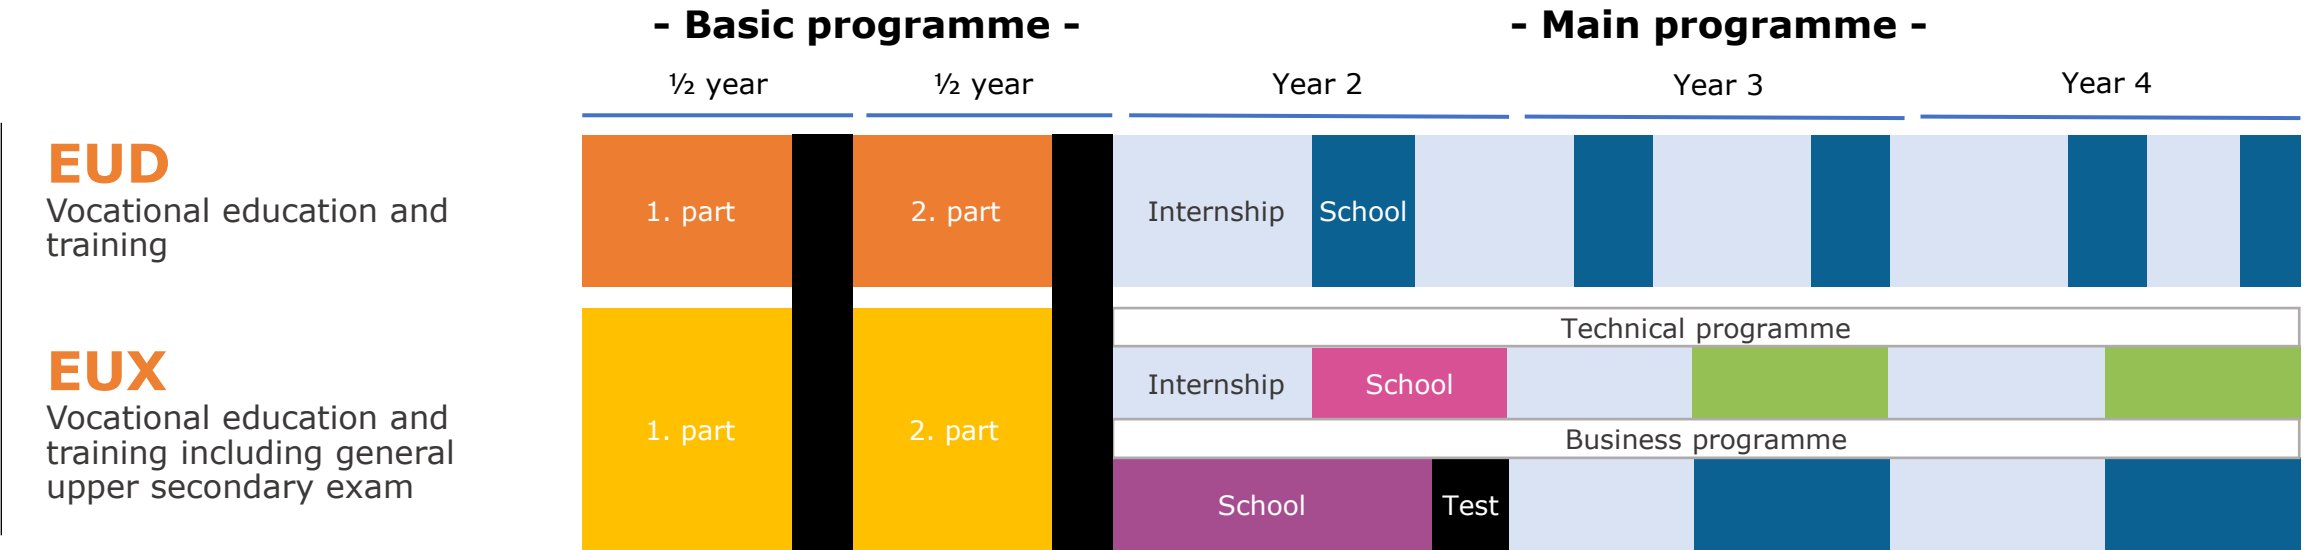 - Basic programme -
- Main programme -
½ year
½ year
Year 2
Year 3
Year 4
EUD
Vocational education and
training
1. part
2. part
Internship
School
EUX
Vocational education and
training including general
upper secondary exam
1. part
2. part
Technical programme
Internship
School
Business programme
School
Test